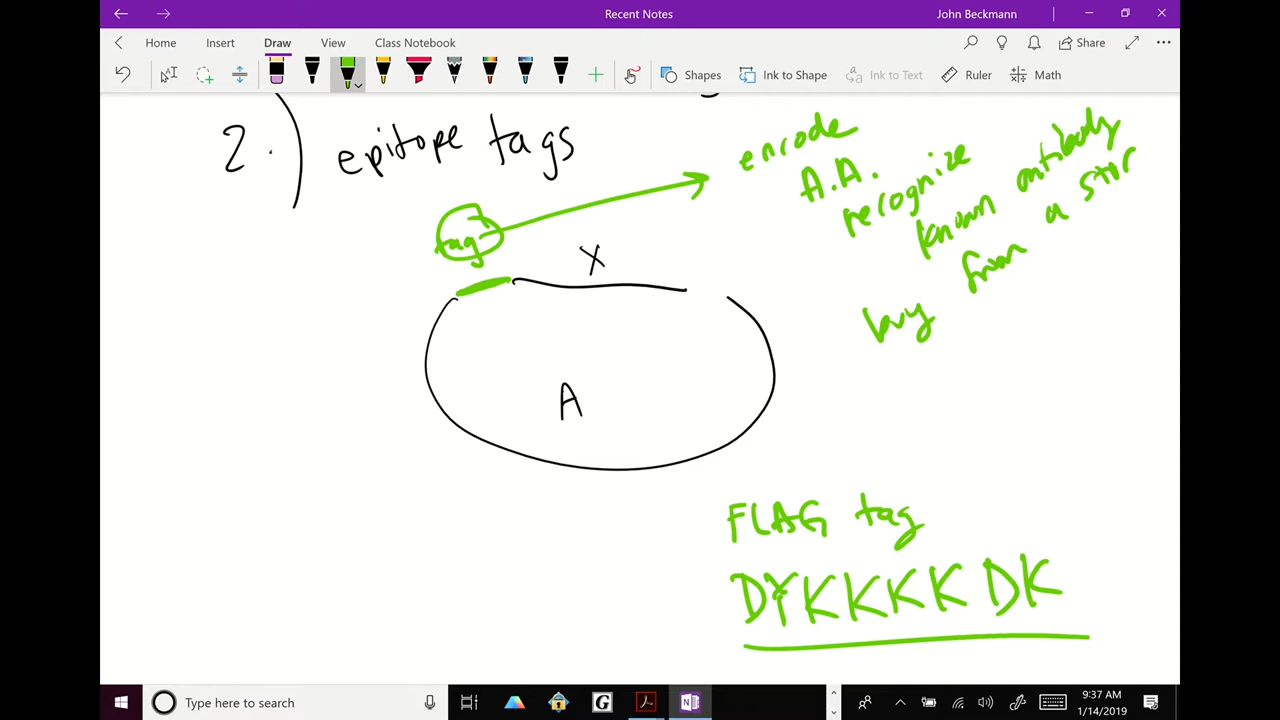 Recent Notes
John Beckmann
Home Insert Draw View Class Notebook
Share
Shapes
Ink to Shape
Ink to Text
Ruler
Math
2.) epitope tags
encode
A.A.
recognize
known antibody
from a stor
buy
tag
X
A
FLAG tag
DYKKKKDK
Type here to search
9:37 AM
1/14/2019